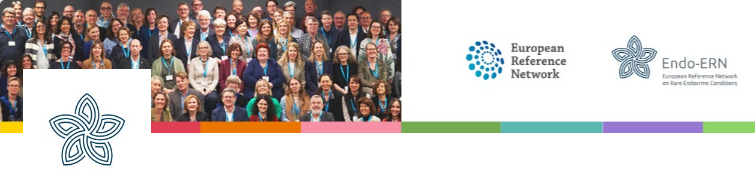 European
Reference
Network
Endo-ERN
European Reference Network
on Rare Endocrine Conditions